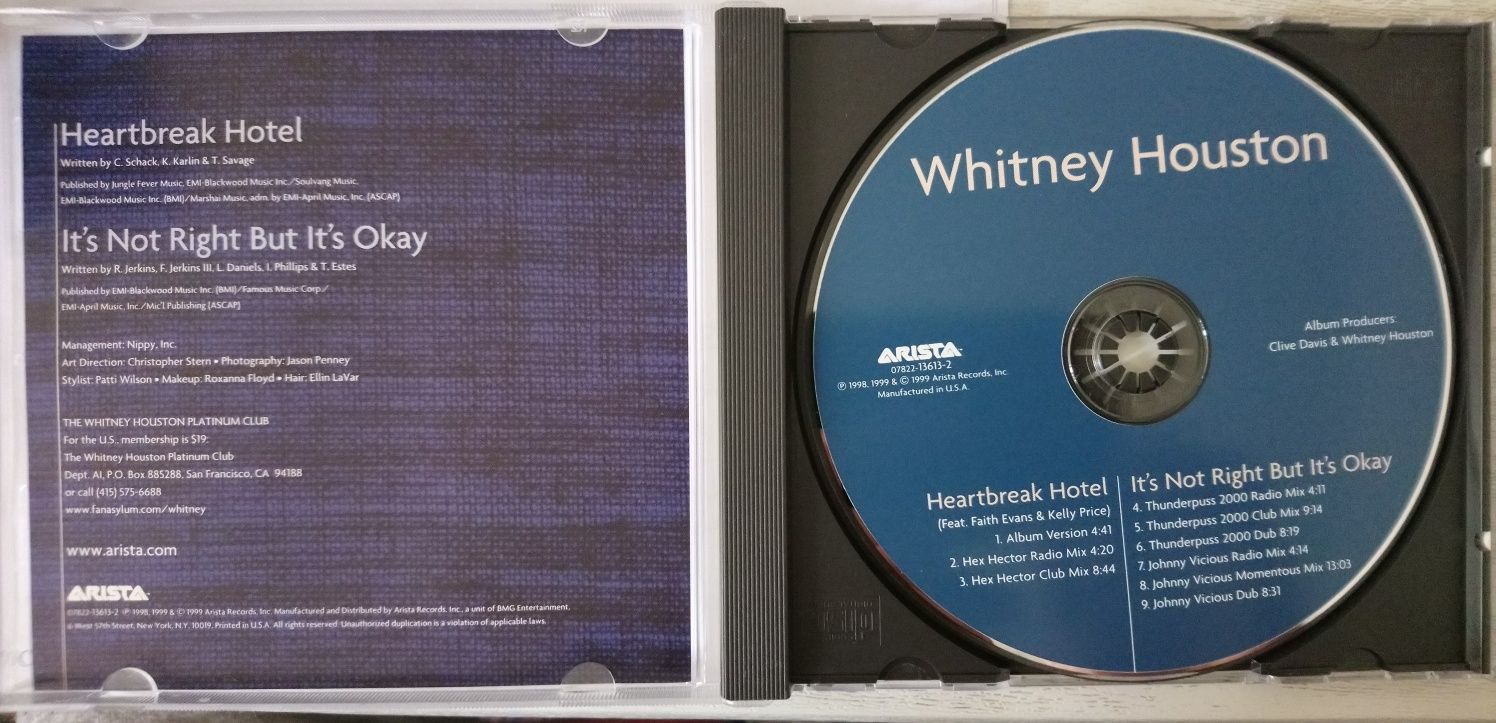 Heartbreak Hotel
Written by C. Schack, K. Karlin & T. Savage
Published by Jungle Fever Music, EMI-Blackwood Music Inc./Soulvang Music,
EMI-Blackwood Music Inc. (BMI)/Marshai Music, adm. by EMI-April Music, Inc. (ASCAP)
It's Not Right But It's Okay
Written by R. Jerkins, F. Jerkins III, L. Daniels, I. Phillips & T. Estes
Published by EMI-Blackwood Music Inc. (BMI)/Famous Music Corp./
EMI-April Music, Inc./Mic'l Publishing (ASCAP)
Management: Nippy, Inc.
Art Direction: Christopher Stern • Photography: Jason Penney
Stylist: Patti Wilson • Makeup: Roxanna Floyd • Hair: Ellin LaVar
THE WHITNEY HOUSTON PLATINUM CLUB
For the U.S., membership is $19:
The Whitney Houston Platinum Club
Dept. AI, P.O. Box 885288, San Francisco, CA 94188
or call (415) 575-6688
www.fanasylum.com/whitney
www.arista.com
ARISTA
07822-13613-2 ℗ 1998, 1999 & © 1999 Arista Records, Inc. Manufactured and Distributed by Arista Records, Inc., a unit of BMG Entertainment,
6 West 57th Street, New York, N.Y. 10019. Printed in U.S.A. All rights reserved. Unauthorized duplication is a violation of applicable laws.
Whitney Houston
Album Producers:
Clive Davis & Whitney Houston
ARISTA
07822-13613-2
℗ 1998, 1999 & © 1999 Arista Records, Inc.
Manufactured in U.S.A.
Heartbreak Hotel
(Feat. Faith Evans & Kelly Price)
1. Album Version 4:41
2. Hex Hector Radio Mix 4:20
3. Hex Hector Club Mix 8:44
It's Not Right But It's Okay
4. Thunderpuss 2000 Radio Mix 4:11
5. Thunderpuss 2000 Club Mix 9:14
6. Thunderpuss 2000 Dub 8:19
7. Johnny Vicious Radio Mix 4:14
8. Johnny Vicious Momentous Mix 13:03
9. Johnny Vicious Dub 8:31